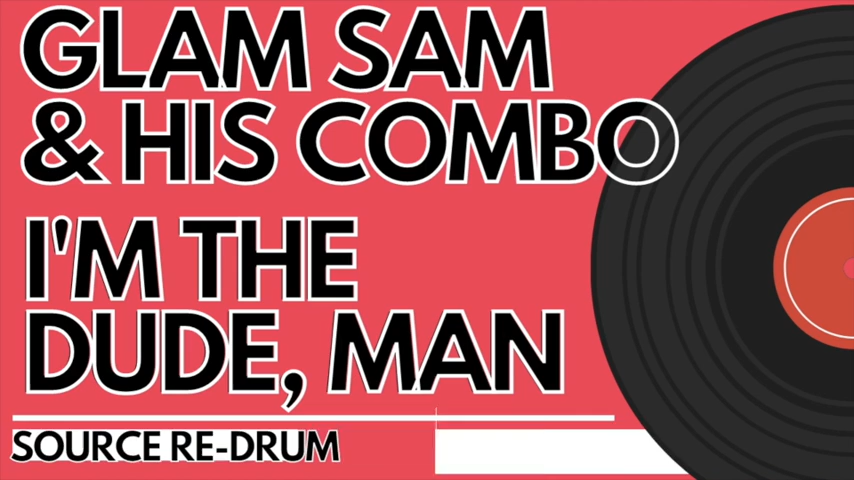 GLAM SAM
& HIS COMBO
I'M THE
DUDE, MAN
SOURCE RE-DRUM